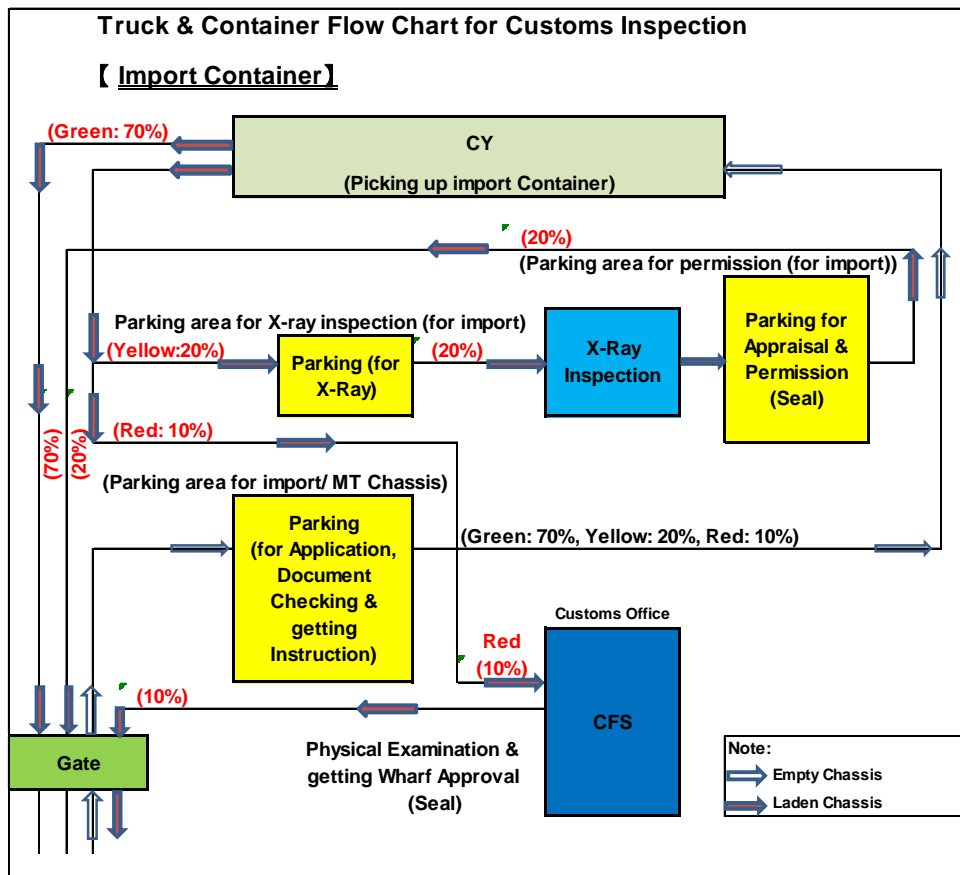 Truck & Container Flow Chart for Customs Inspection
【 Import Container】
(Green: 70%)
CY
(Picking up import Container)
(20%)
(Parking area for permission (for import))
Parking area for X-ray inspection (for import)
(Yellow:20%)
Parking (for
X-Ray)
(20%)
X-Ray
Inspection
Parking for
Appraisal &
Permission
(Seal)
(70%)
(20%)
(Red: 10%)
(Parking area for import/ MT Chassis)
Parking
(for Application,
Document
Checking &
getting
Instruction)
(Green: 70%, Yellow: 20%, Red: 10%)
Customs Office
Red
(10%)
CFS
(10%)
Gate
Physical Examination &
getting Wharf Approval
(Seal)
Note:
Empty Chassis
Laden Chassis